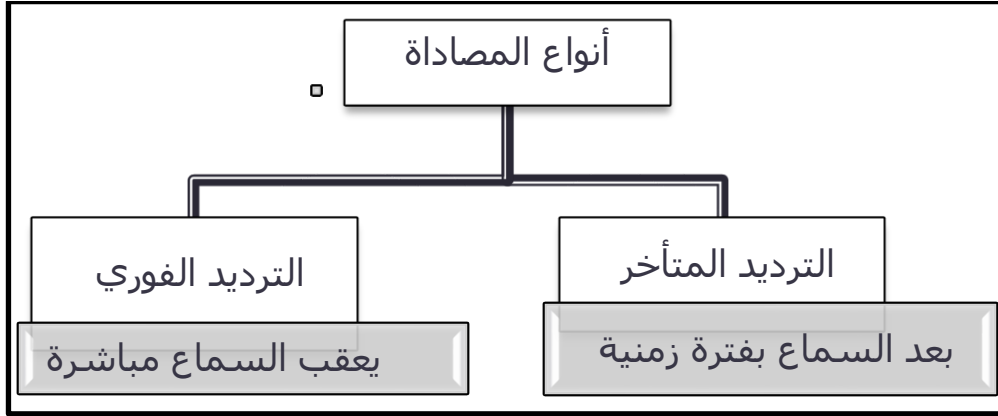 أنواع المصاداة
الترديد المتأخر
بعد السماع بفترة زمنية
الترديد الفوري
يعقب السماع مباشرة